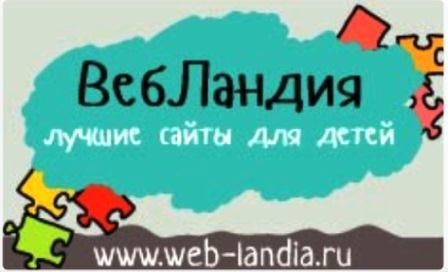 ВебЛандия
лучшие сайты для детей
www.web-landia.ru